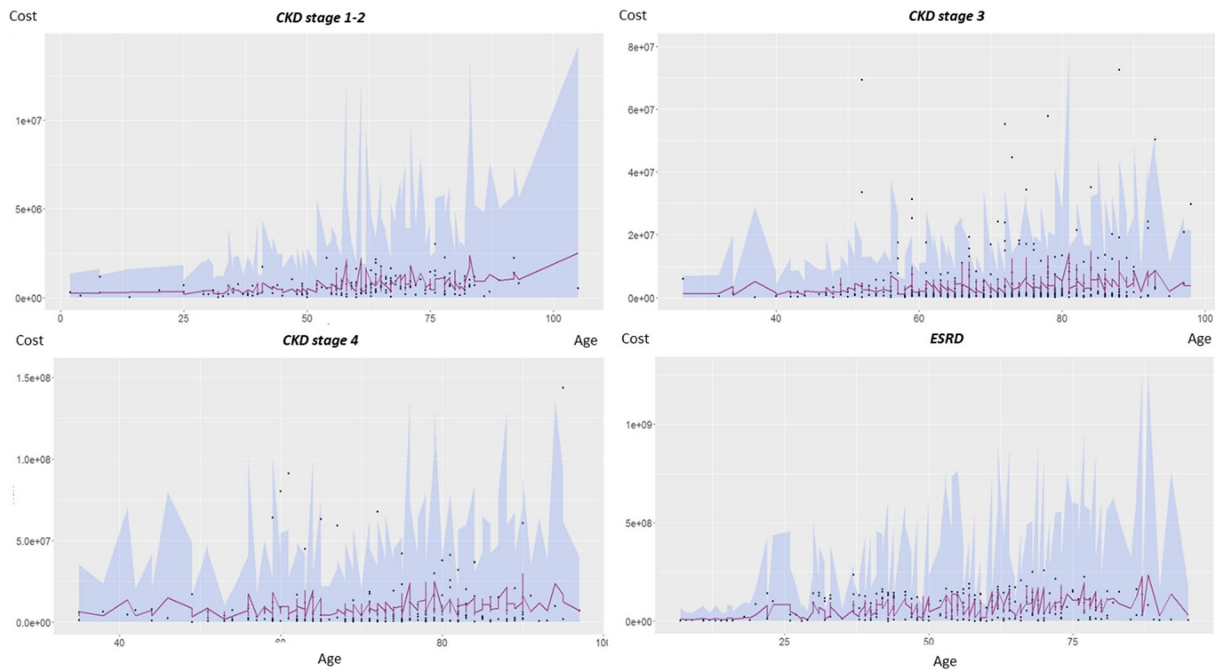 Cost
CKD stage 1-2
1e+07
5e+06
0e+00
0 25 50 75 100
Age
Cost
CKD stage 3
8e+07
6e+07
4e+07
2e+07
0e+00
40 60 80 100
Age
Cost
CKD stage 4
1.5e+08
1.0e+08
5.0e+07
0.0e+00
40 80
Age
Cost
ESRD
1e+09
5e+08
0e+00
25 50 75
Age